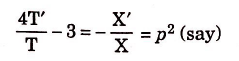 4T′/T − 3 = − X′/X = p² (say)